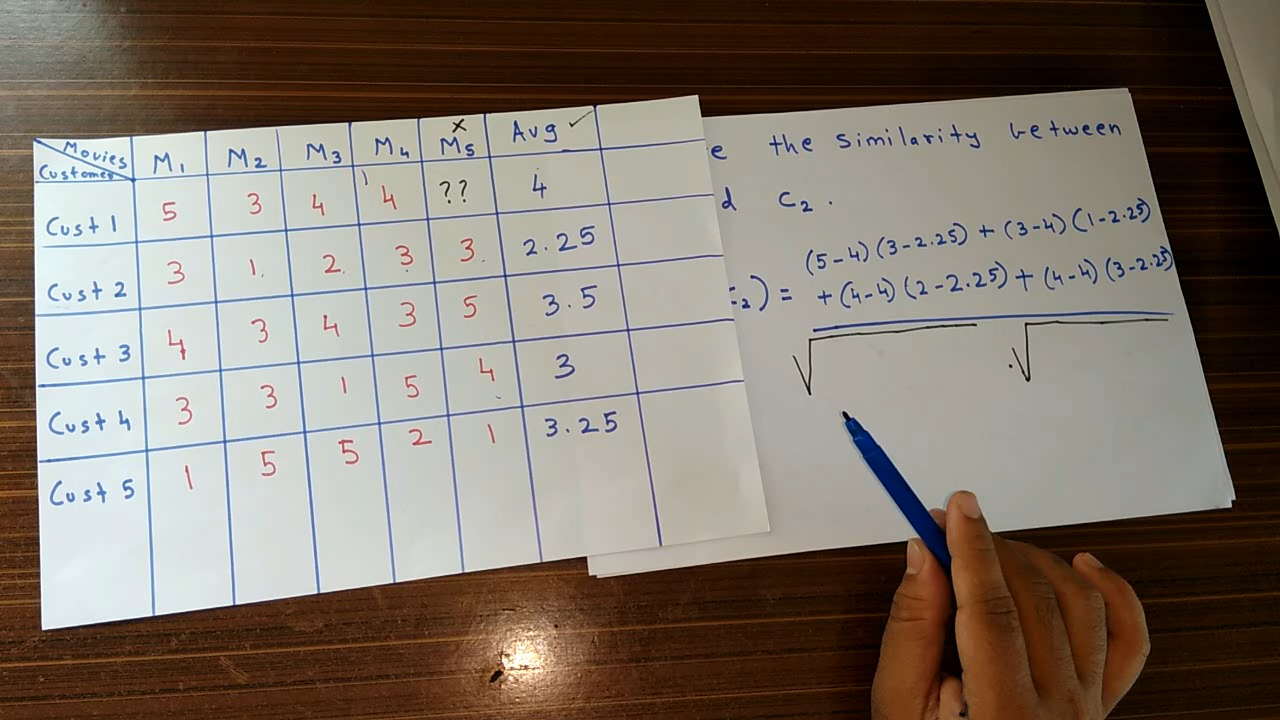 Movies M₁ M₂ M₃ M₄ M₅ Avg ✓
Customer ×
Cust 1 5 3 4 4 ?? 4
Cust 2 3 1. 2. 3 3. 2.25
Cust 3 4 3 4 3 5 3.5
Cust 4 3 3 1 5 4 3
Cust 5 1 5 5 2 1 3.25
e the similarity between
d C₂.
(5-4)(3-2.25) + (3-4)(1-2.25)
C₂) = + (4-4)(2-2.25) + (4-4)(3-2.25)
√ .√